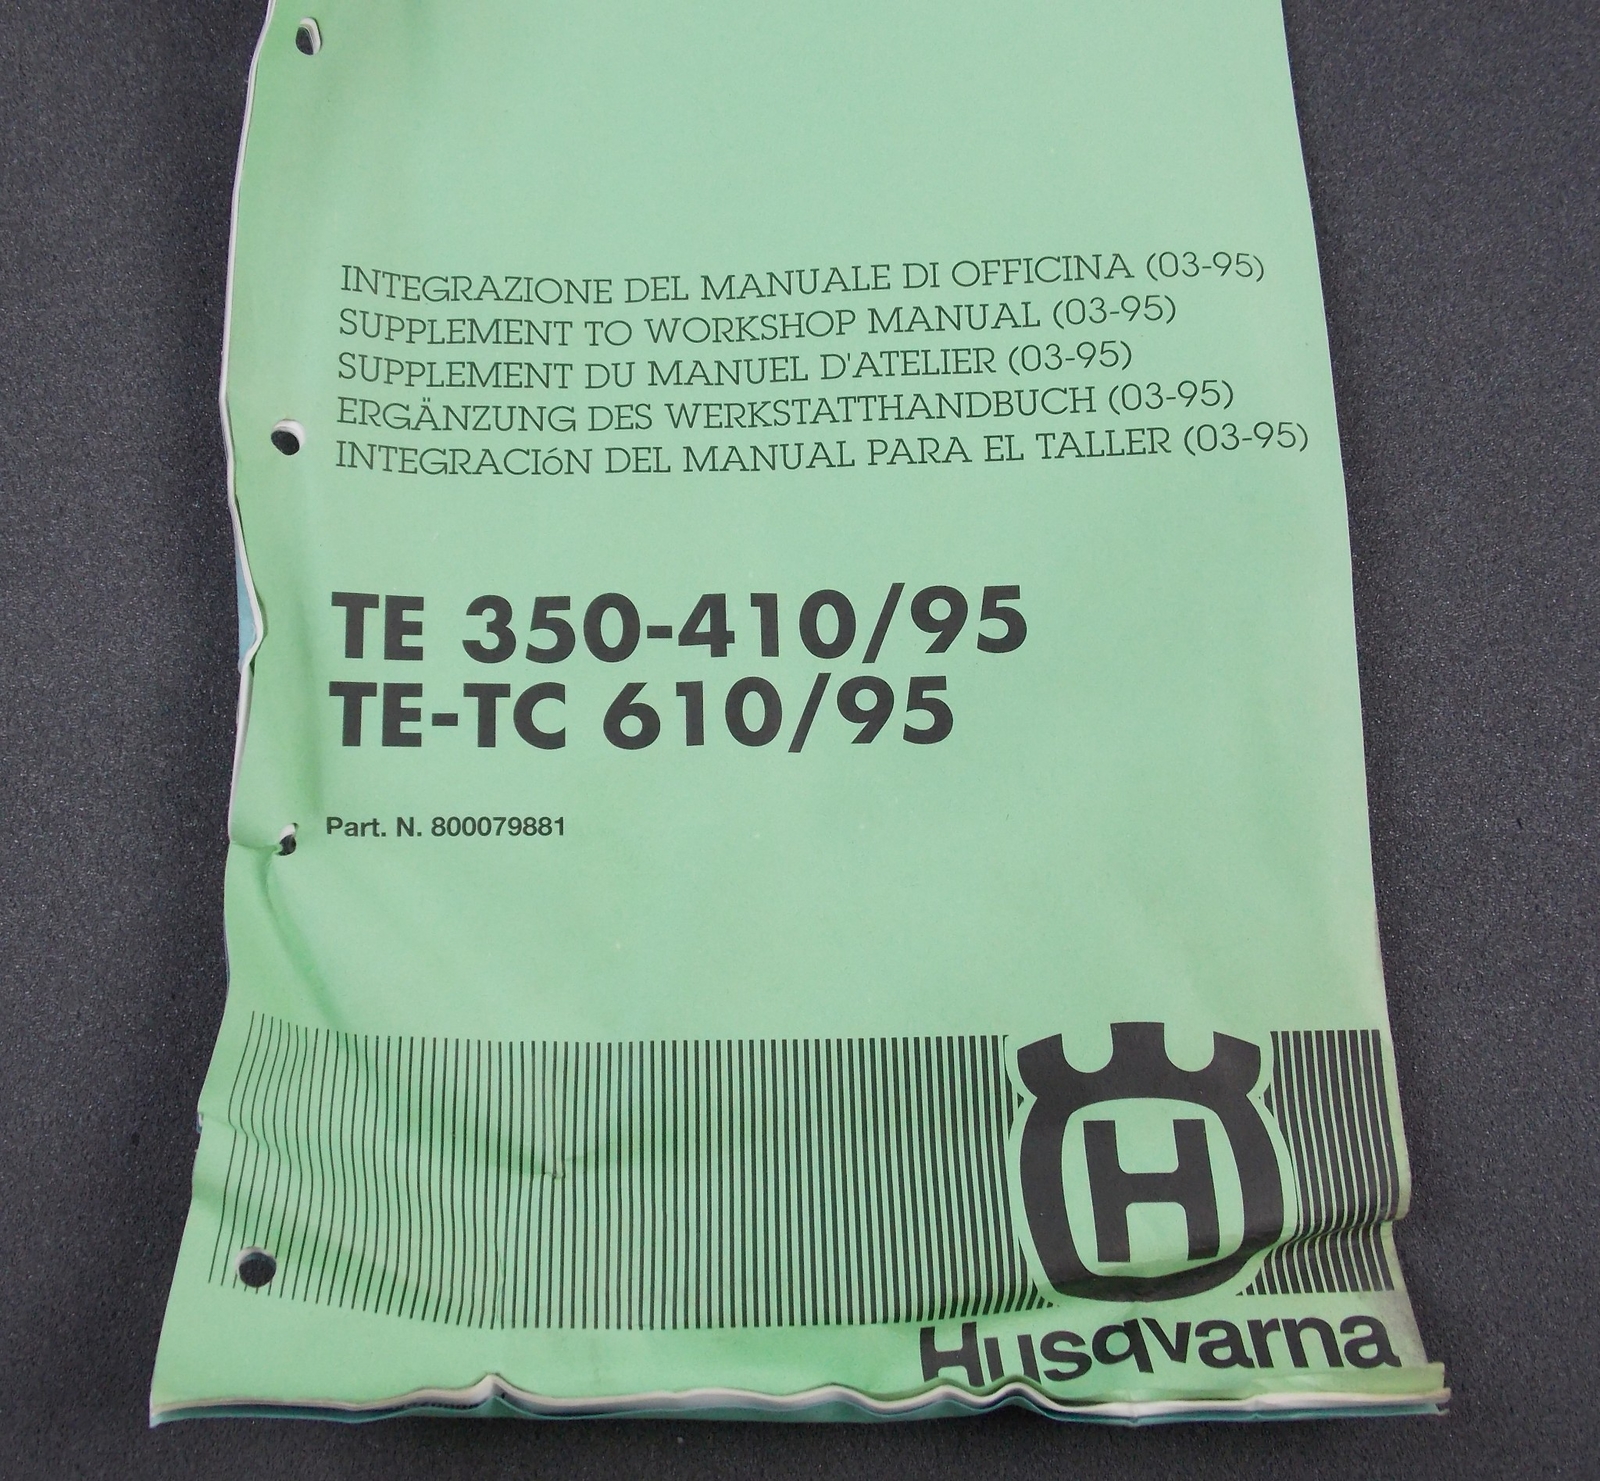 INTEGRAZIONE DEL MANUALE DI OFFICINA (03-95)
SUPPLEMENT TO WORKSHOP MANUAL (03-95)
SUPPLEMENT DU MANUEL D'ATELIER (03-95)
ERGÄNZUNG DES WERKSTATTHANDBUCH (03-95)
INTEGRACIóN DEL MANUAL PARA EL TALLER (03-95)
TE 350-410/95
TE-TC 610/95
Part. N. 800079881
H
Husqvarna